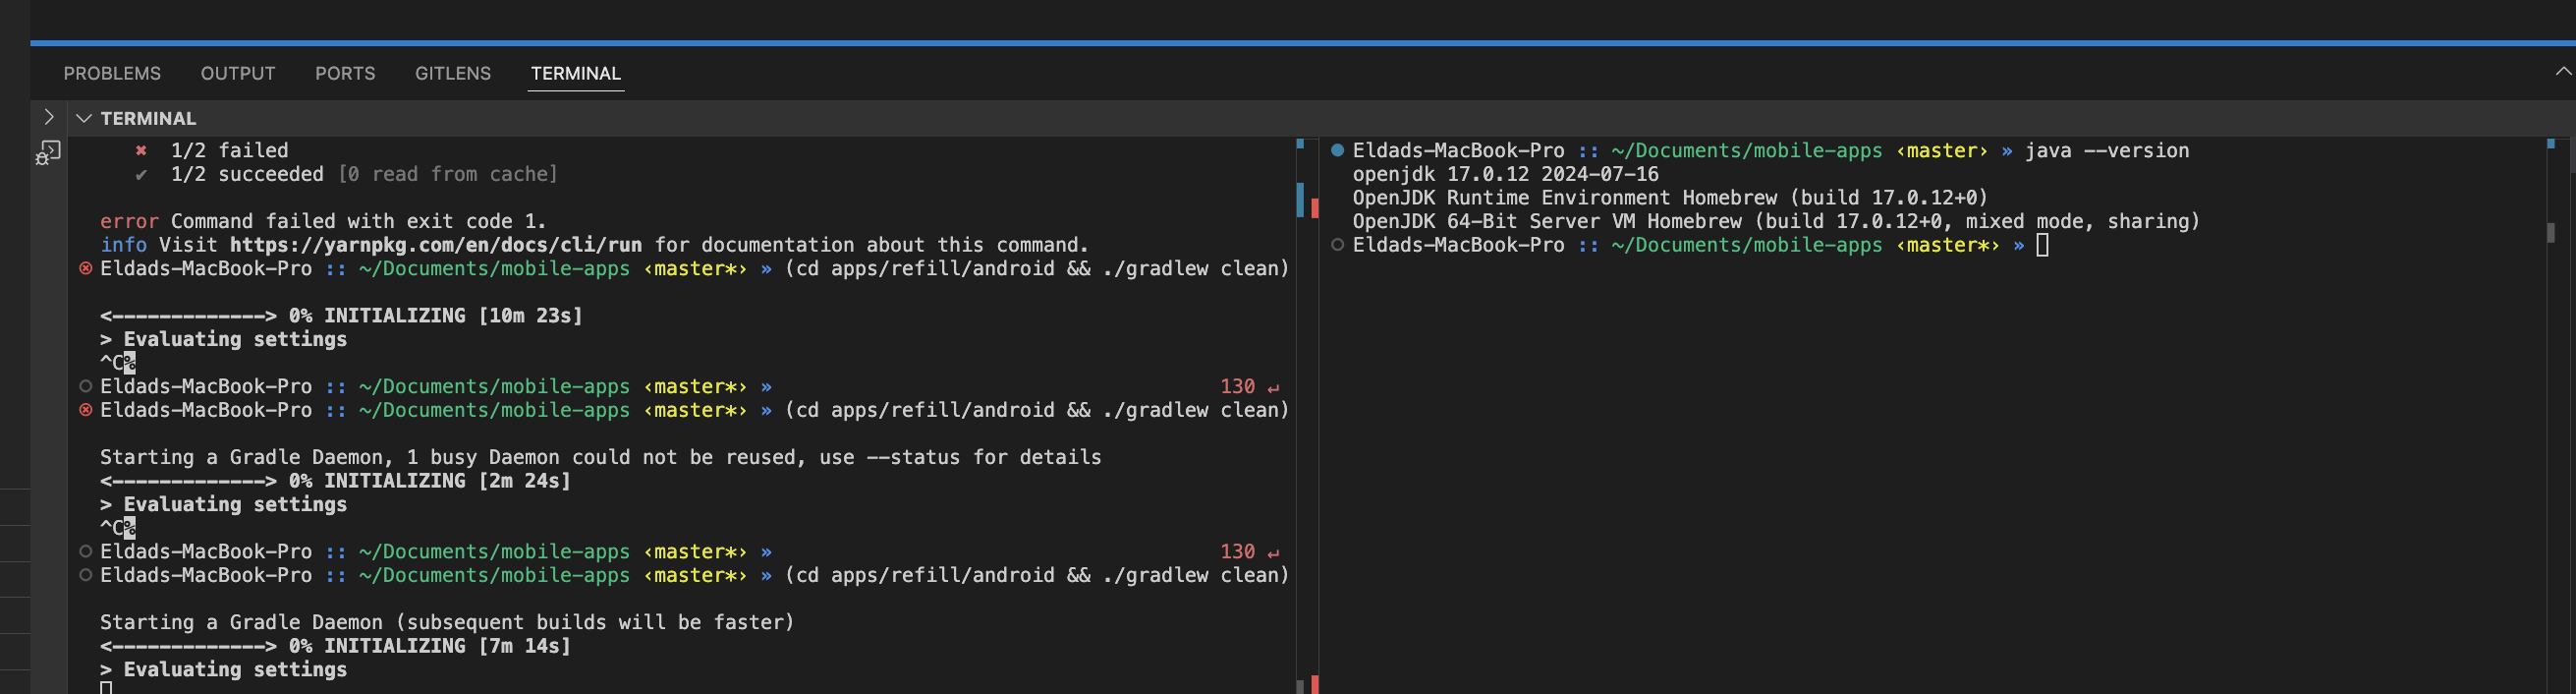 PROBLEMS OUTPUT PORTS GITLENS TERMINAL
TERMINAL
✖ 1/2 failed
✔ 1/2 succeeded [0 read from cache]
error Command failed with exit code 1.
info Visit https://yarnpkg.com/en/docs/cli/run for documentation about this command.
Eldads-MacBook-Pro :: ~/Documents/mobile-apps ‹master*› » (cd apps/refill/android && ./gradlew clean)
<-------------> 0% INITIALIZING [10m 23s]
> Evaluating settings
^C%
Eldads-MacBook-Pro :: ~/Documents/mobile-apps ‹master*› » 130 ↵
Eldads-MacBook-Pro :: ~/Documents/mobile-apps ‹master*› » (cd apps/refill/android && ./gradlew clean)
Starting a Gradle Daemon, 1 busy Daemon could not be reused, use --status for details
<-------------> 0% INITIALIZING [2m 24s]
> Evaluating settings
^C%
Eldads-MacBook-Pro :: ~/Documents/mobile-apps ‹master*› » 130 ↵
Eldads-MacBook-Pro :: ~/Documents/mobile-apps ‹master*› » (cd apps/refill/android && ./gradlew clean)
Starting a Gradle Daemon (subsequent builds will be faster)
<-------------> 0% INITIALIZING [7m 14s]
> Evaluating settings
Eldads-MacBook-Pro :: ~/Documents/mobile-apps ‹master› » java --version
openjdk 17.0.12 2024-07-16
OpenJDK Runtime Environment Homebrew (build 17.0.12+0)
OpenJDK 64-Bit Server VM Homebrew (build 17.0.12+0, mixed mode, sharing)
Eldads-MacBook-Pro :: ~/Documents/mobile-apps ‹master*› »